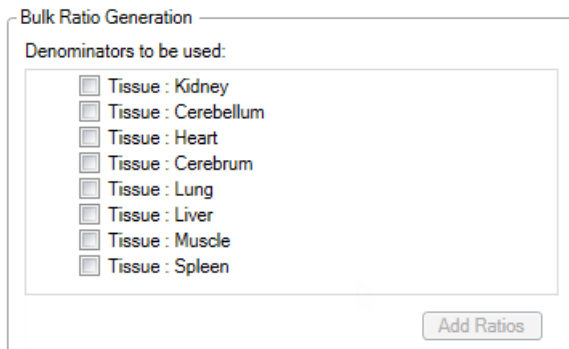 Bulk Ratio Generation
Denominators to be used:
Tissue : Kidney
Tissue : Cerebellum
Tissue : Heart
Tissue : Cerebrum
Tissue : Lung
Tissue : Liver
Tissue : Muscle
Tissue : Spleen
Add Ratios